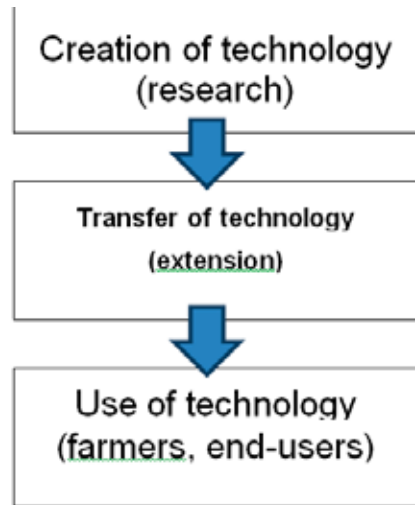 Creation of technology
(research)
Transfer of technology
(extension)
Use of technology
(farmers, end-users)